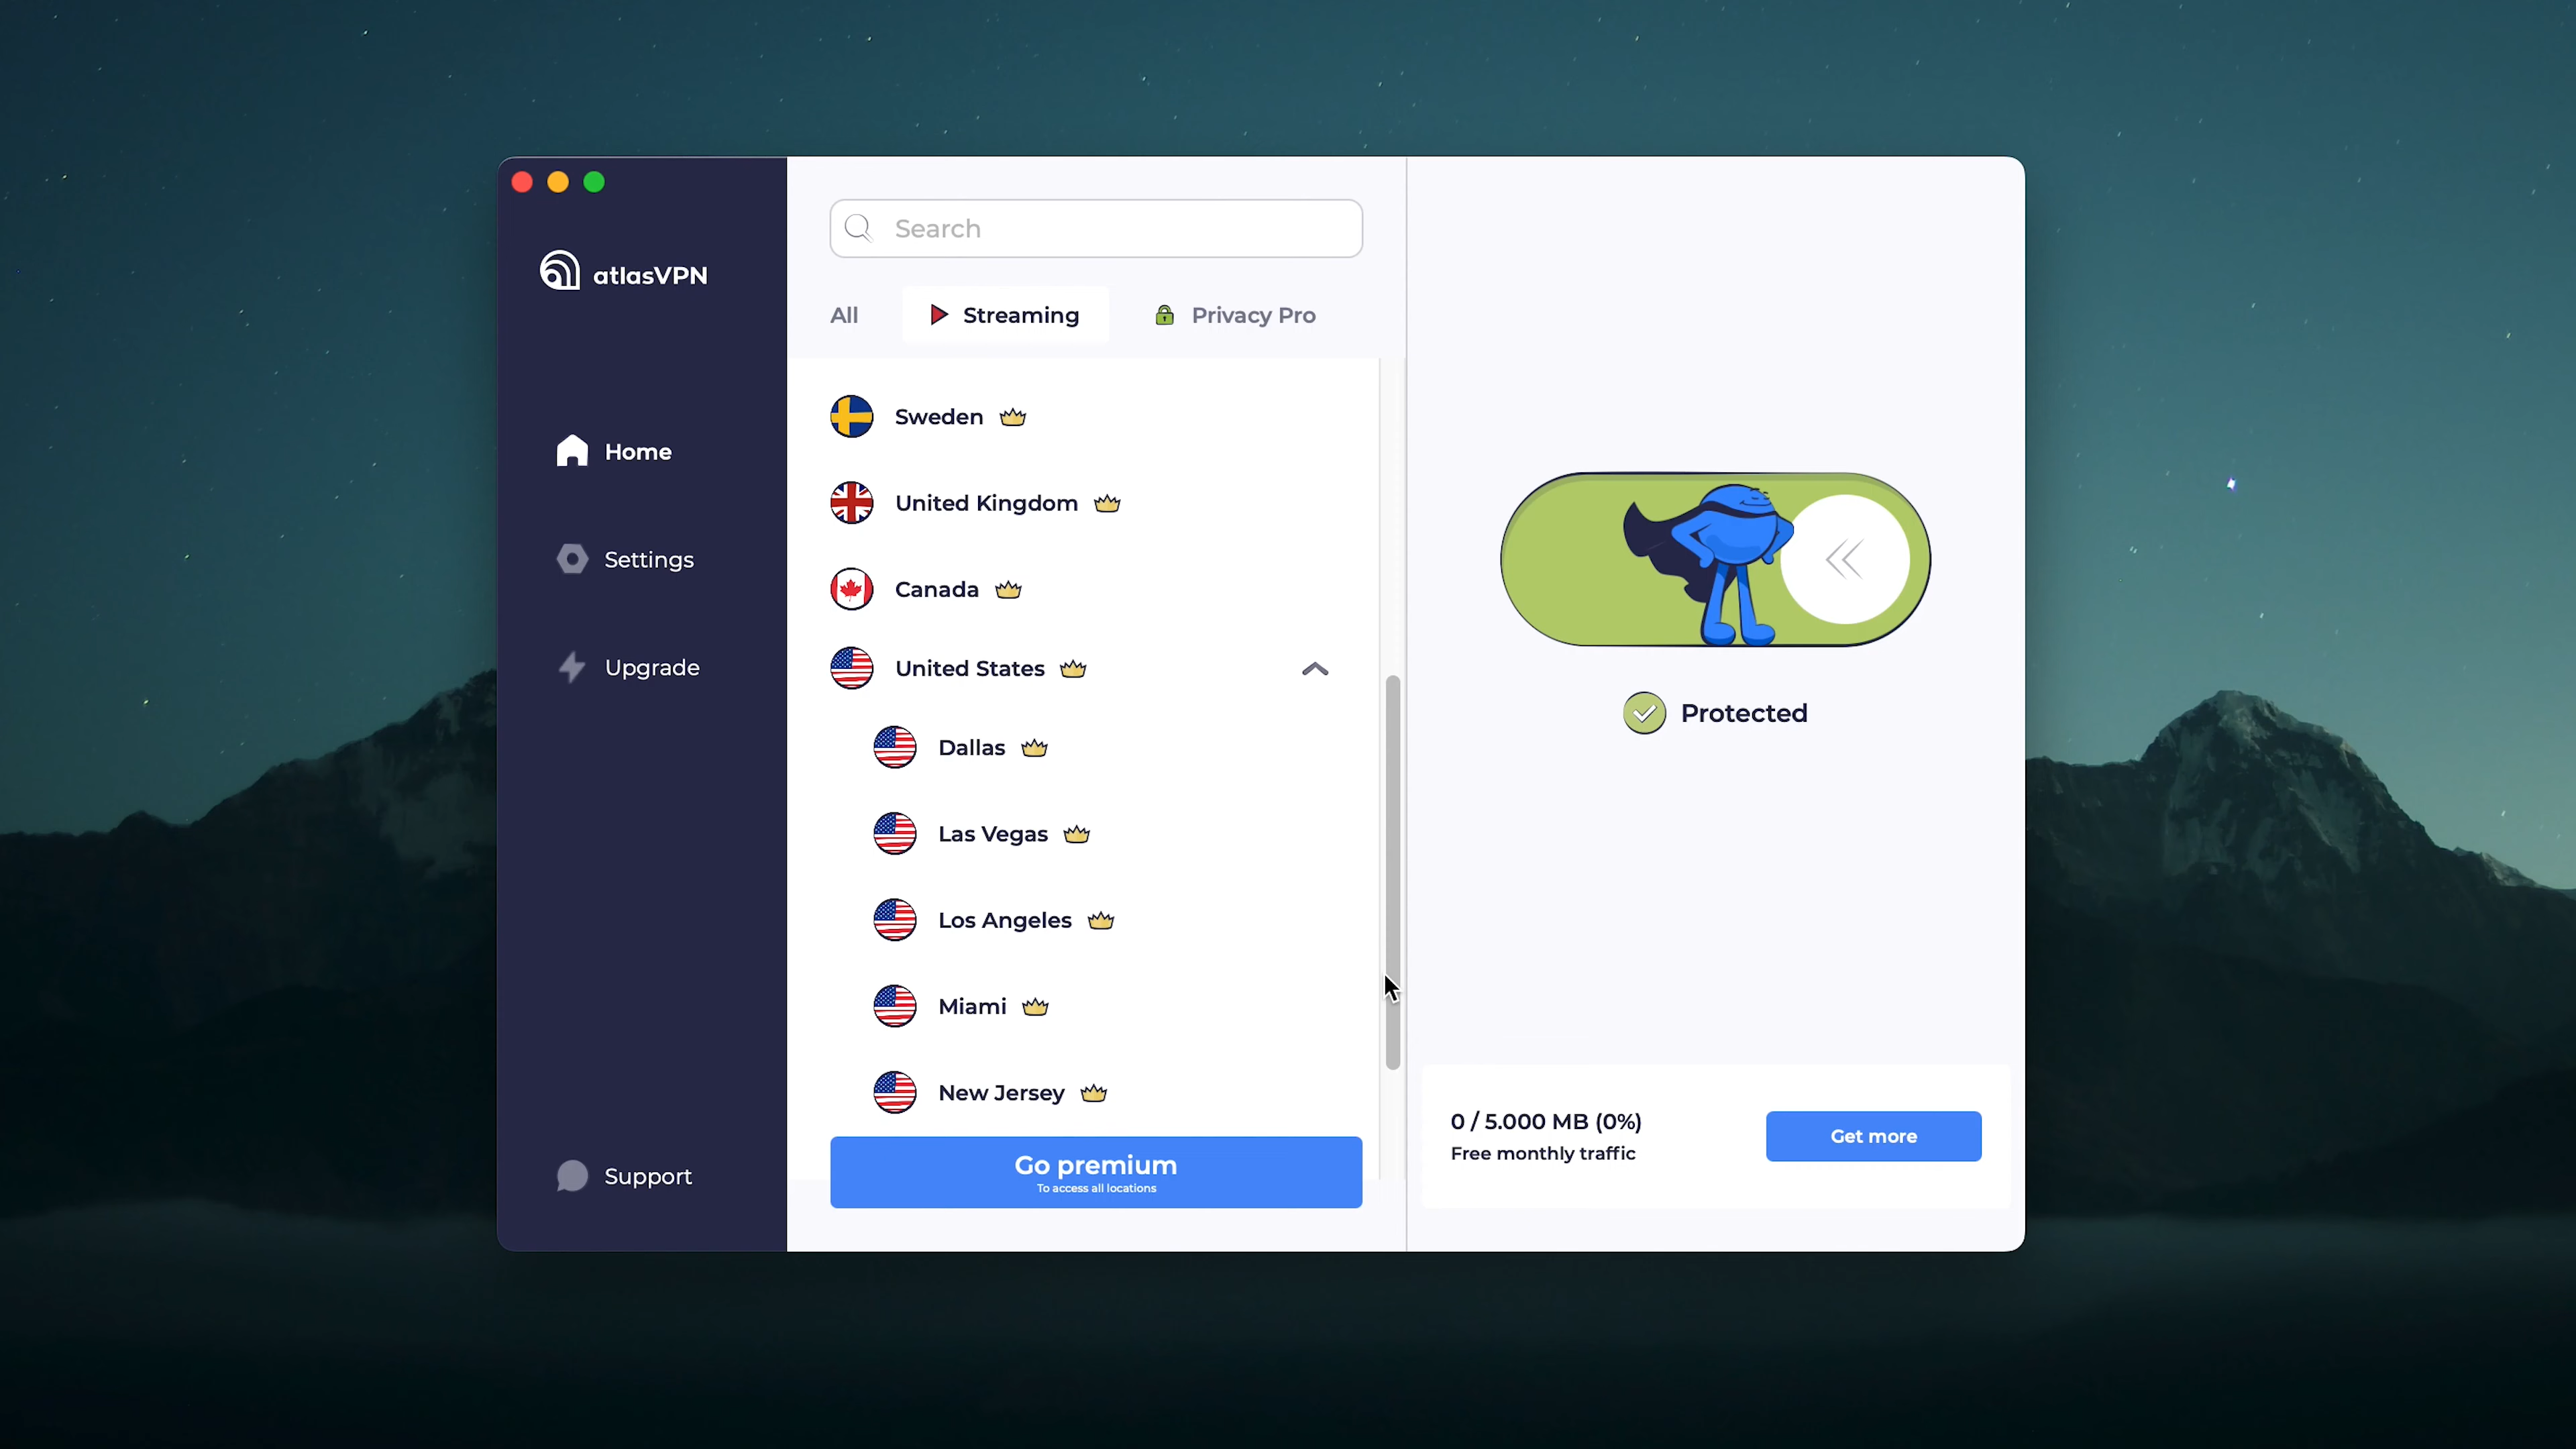 atlasVPN
Home
Settings
Upgrade
Support
Search
All
Streaming
Privacy Pro
Sweden
United Kingdom
Canada
United States
Dallas
Las Vegas
Los Angeles
Miami
New Jersey
Go premium
To access all locations
Protected
0 / 5.000 MB (0%)
Free monthly traffic
Get more